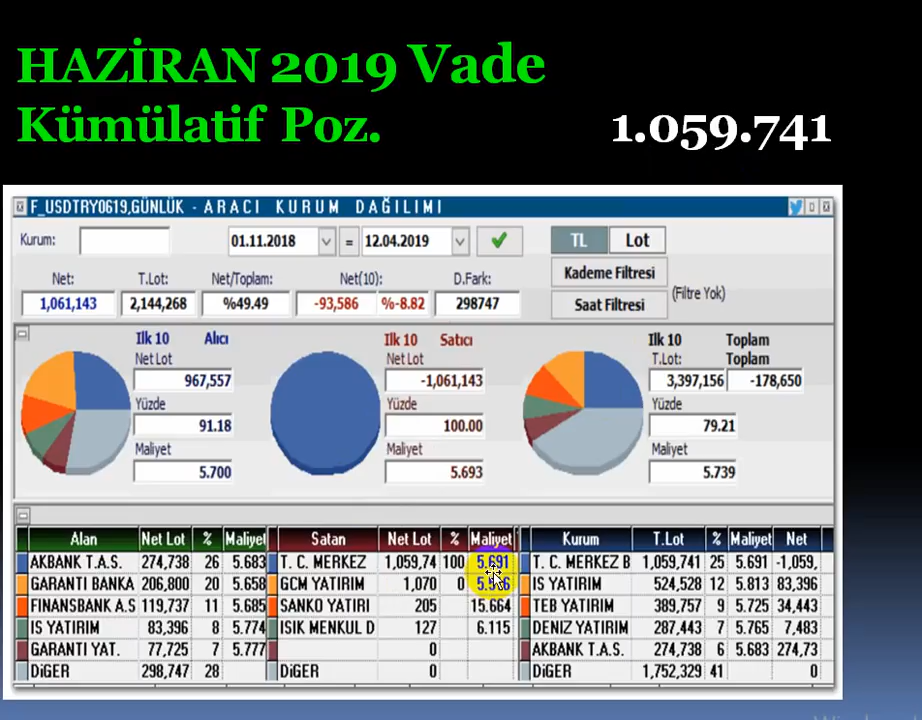 HAZİRAN 2019 Vade
Kümülatif Poz. 1.059.741
F_USDTRY0619,GÜNLÜK - ARACI KURUM DAĞILIMI
Kurum: 01.11.2018 = 12.04.2019 TL Lot
Kademe Filtresi
Net: T.Lot: Net/Toplam: Net(10): D.Fark:
1,061,143 2,144,268 %49.49 -93,586 %-8.82 298747
Saat Filtresi (Filtre Yok)
Ilk 10 Alıcı Ilk 10 Satıcı Ilk 10 Toplam
Net Lot Net Lot T.Lot: Toplam
967,557 -1,061,143 3,397,156 -178,650
Yüzde Yüzde Yüzde
91.18 100.00 79.21
Maliyet Maliyet Maliyet
5.700 5.693 5.739
Alan Net Lot % Maliyet Satan Net Lot % Maliyet Kurum T.Lot % Maliyet Net
AKBANK T.A.S. 274,738 26 5.683 T. C. MERKEZ 1,059,74 100 5.691 T. C. MERKEZ B 1,059,741 25 5.691 -1,059,
GARANTI BANKA 206,800 20 5.658 GCM YATIRIM 1,070 0 IS YATIRIM 524,528 12 5.813 83,396
FINANSBANK A.S 119,737 11 5.685 SANKO YATIRI 205 15.664 TEB YATIRIM 389,757 9 5.725 34,443
IS YATIRIM 83,396 8 5.774 ISIK MENKUL D 127 6.115 DENIZ YATIRIM 287,443 7 5.765 7,483
GARANTI YAT. 77,725 7 5.777 0 AKBANK T.A.S. 274,738 6 5.683 274,73
DiĞER 298,747 28 DiĞER 0 DiĞER 1,752,329 41 0